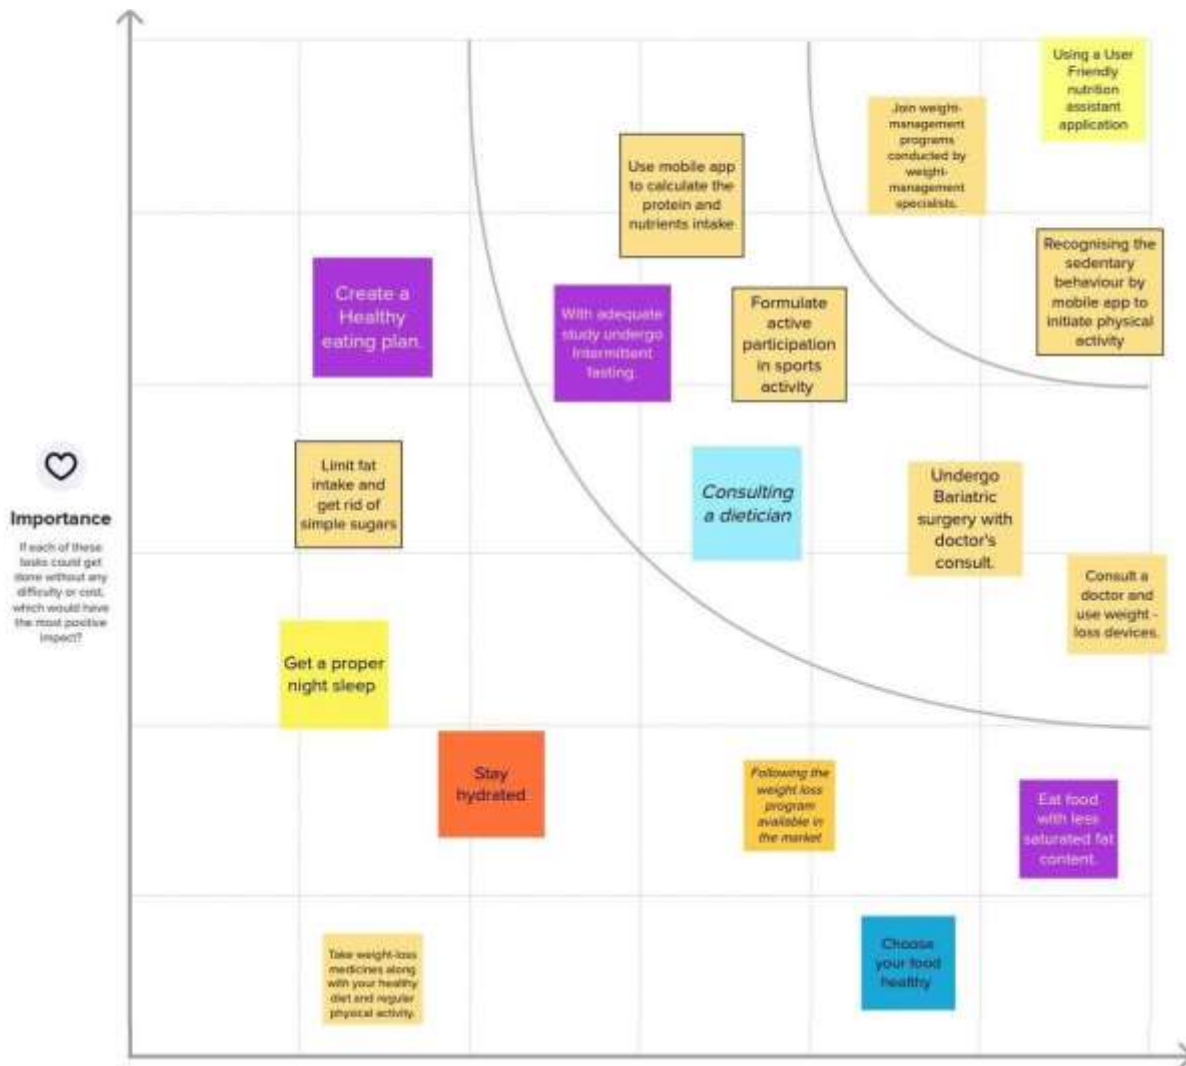 Using a User
Friendly
nutrition
assistant
application
Join weight-
management
programs
conducted by
weight-
management
specialists.
Use mobile app
to calculate the
protein and
nutrients intake
Recognising the
sedentary
behaviour by
mobile app to
initiate physical
activity
Create a
Healthy
eating plan.
With adequate
study undergo
Intermittent
fasting.
Formulate
active
participation
in sports
activity
Limit fat
intake and
get rid of
simple sugars
Consulting
a dietician
Undergo
Bariatric
surgery with
doctor's
consult.
Importance
If each of these
tasks could get
done without any
difficulty or cost,
which would have
the most positive
impact?
Consult a
doctor and
use weight -
loss devices.
Get a proper
night sleep
Stay
hydrated
Following the
weight loss
program
available in
the market
Eat food
with less
saturated fat
content.
Take weight-loss
medicines along
with your healthy
diet and regular
physical activity.
Choose
your food
healthy